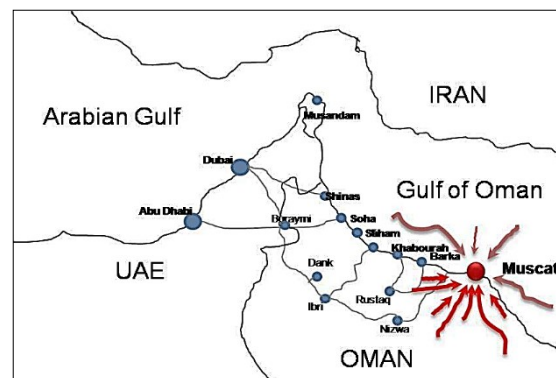 IRAN
Arabian Gulf
Musandam
Dubai
Shinas
Gulf of Oman
Abu Dhabi
Buraymi
Soha
Khabourah
Barka
Muscat
UAE
Dank
Ibri
Rustaq
Nizwa
OMAN